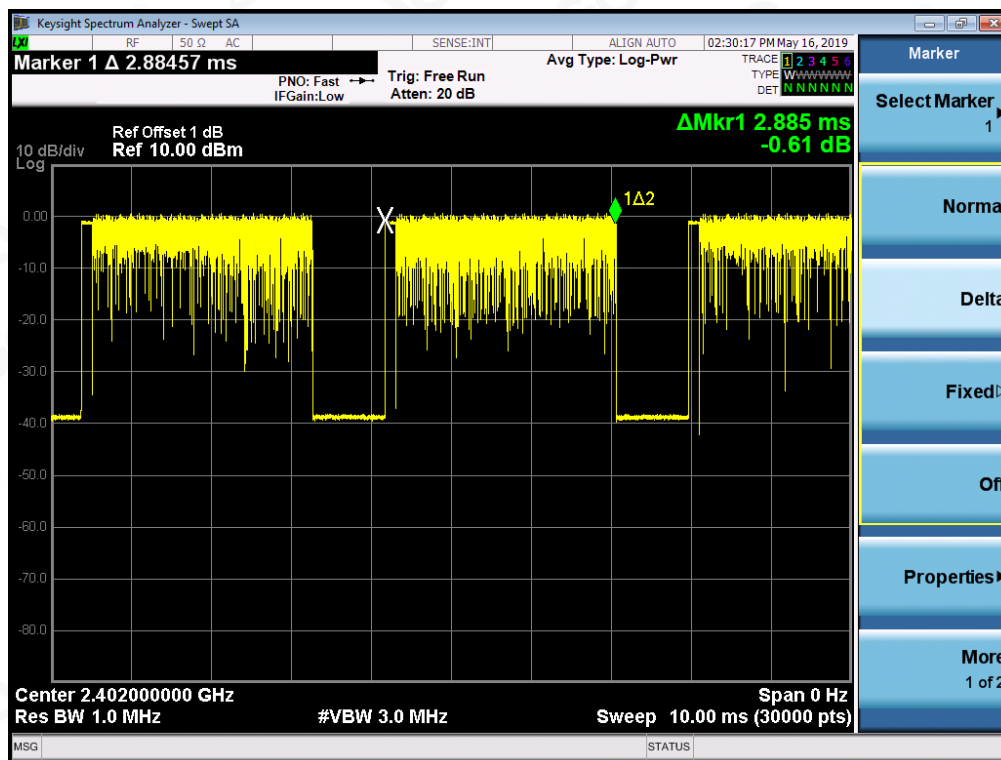 Keysight Spectrum Analyzer - Swept SA
LXI RF 50 Ω AC SENSE:INT ALIGN AUTO 02:30:17 PM May 16, 2019
Marker 1 Δ 2.88457 ms
PNO: Fast
IFGain:Low
Trig: Free Run
Atten: 20 dB
Avg Type: Log-Pwr
TRACE 1 2 3 4 5 6
TYPE WWWWWWW
DET N N N N N N
ΔMkr1 2.885 ms
-0.61 dB
Ref Offset 1 dB
10 dB/div Ref 10.00 dBm
Log
1Δ2
X
0.00
-10.0
-20.0
-30.0
-40.0
-50.0
-60.0
-70.0
-80.0
Center 2.402000000 GHz Span 0 Hz
Res BW 1.0 MHz #VBW 3.0 MHz Sweep 10.00 ms (30000 pts)
MSG STATUS
Marker
Select Marker
1
Norma
Delta
Fixed
Off
Properties
More
1 of 2